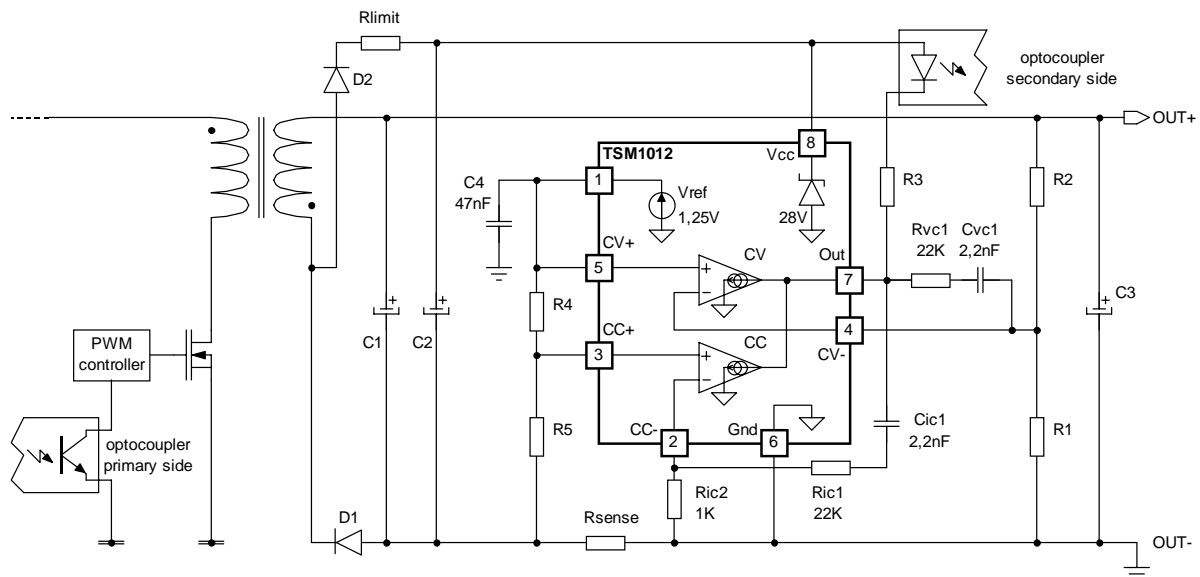 Rlimit
D2
optocoupler
secondary side
OUT+
TSM1012
8
Vcc
1
Vref
1,25V
28V
C4
47nF
R3
R2
Rvc1
22K
Cvc1
2,2nF
CV+
5
CV
Out
7
C3
R4
C1
C2
CC+
3
CC
4
CV-
PWM
controller
R5
CC-
2
Gnd
6
Cic1
2,2nF
R1
optocoupler
primary side
Ric2
1K
Ric1
22K
D1
Rsense
OUT-
+
+
+
+
−
+
−